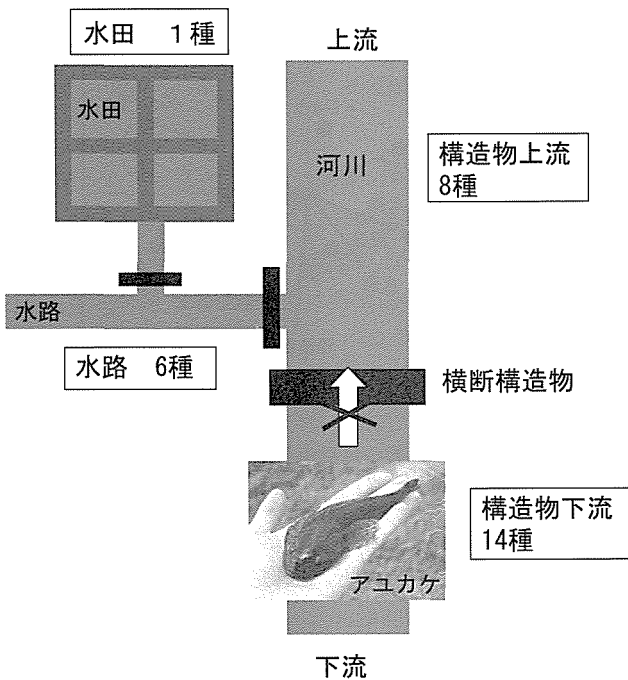 水田　１種
上流
水田
河川
構造物上流
8種
水路
水路　6種
横断構造物
構造物下流
14種
アユカケ
下流